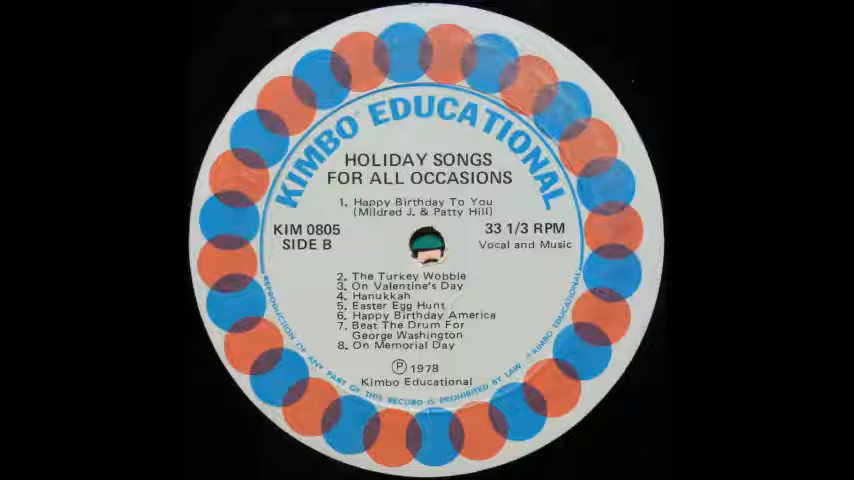 KIMBO EDUCATIONAL
HOLIDAY SONGS
FOR ALL OCCASIONS
1. Happy Birthday To You
(Mildred J. & Patty Hill)
KIM 0805
SIDE B
33 1/3 RPM
Vocal and Music
2. The Turkey Wobble
3. On Valentine's Day
4. Hanukkah
5. Easter Egg Hunt
6. Happy Birthday America
7. Beat The Drum For
George Washington
8. On Memorial Day
Ⓟ 1978
Kimbo Educational
REPRODUCTION OF ANY PART OF THIS RECORD IS PROHIBITED BY LAW • KIMBO EDUCATIONAL